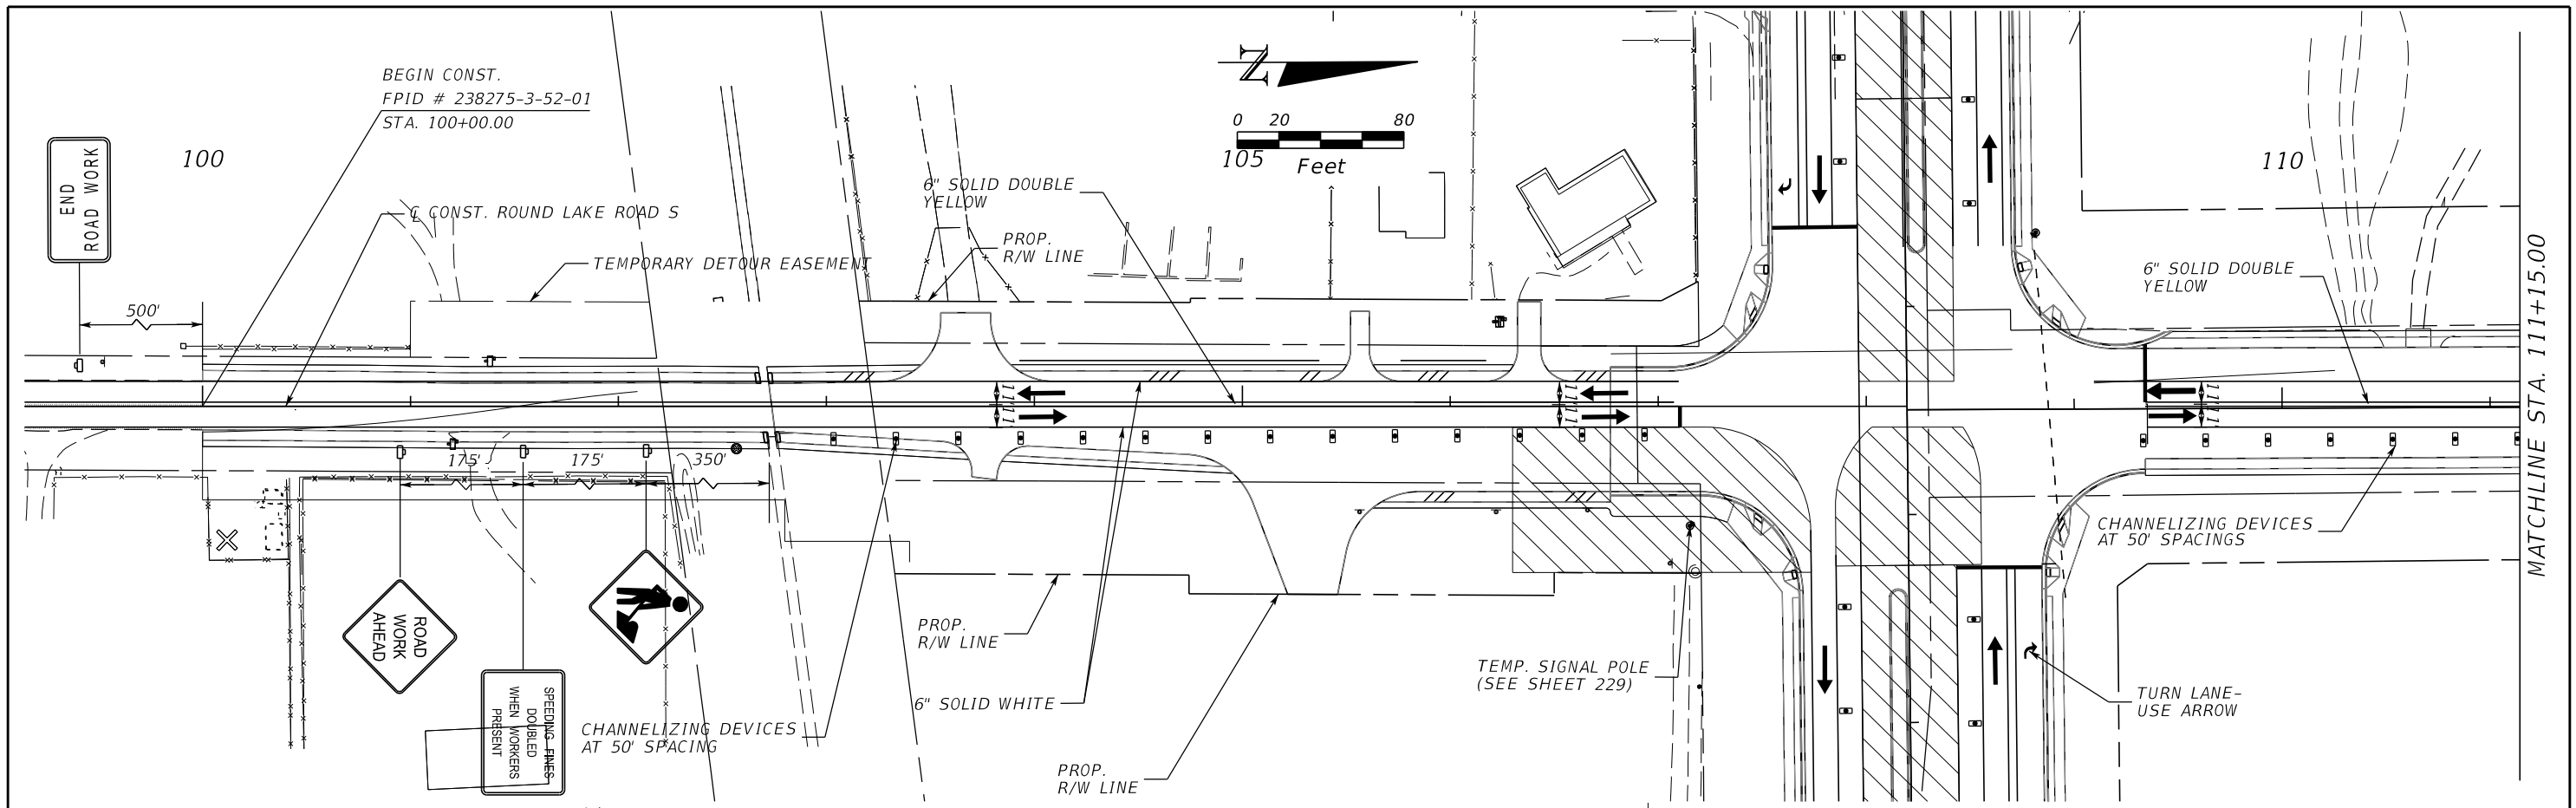 BEGIN CONST.
FPID # 238275-3-52-01
STA. 100+00.00
END
ROAD WORK
100
℄ CONST. ROUND LAKE ROAD S
TEMPORARY DETOUR EASEMENT
500'
6" SOLID DOUBLE
YELLOW
PROP.
R/W LINE
N
0 20 80
105
Feet
110
6" SOLID DOUBLE
YELLOW
MATCHLINE STA. 111+15.00
11'
11'
11'
11'
11'
11'
175'
175'
350'
ROAD
WORK
AHEAD
SPEEDING FINES
DOUBLED
WHEN WORKERS
PRESENT
CHANNELIZING DEVICES
AT 50' SPACING
PROP.
R/W LINE
6" SOLID WHITE
PROP.
R/W LINE
TEMP. SIGNAL POLE
(SEE SHEET 229)
CHANNELIZING DEVICES
AT 50' SPACINGS
TURN LANE-
USE ARROW